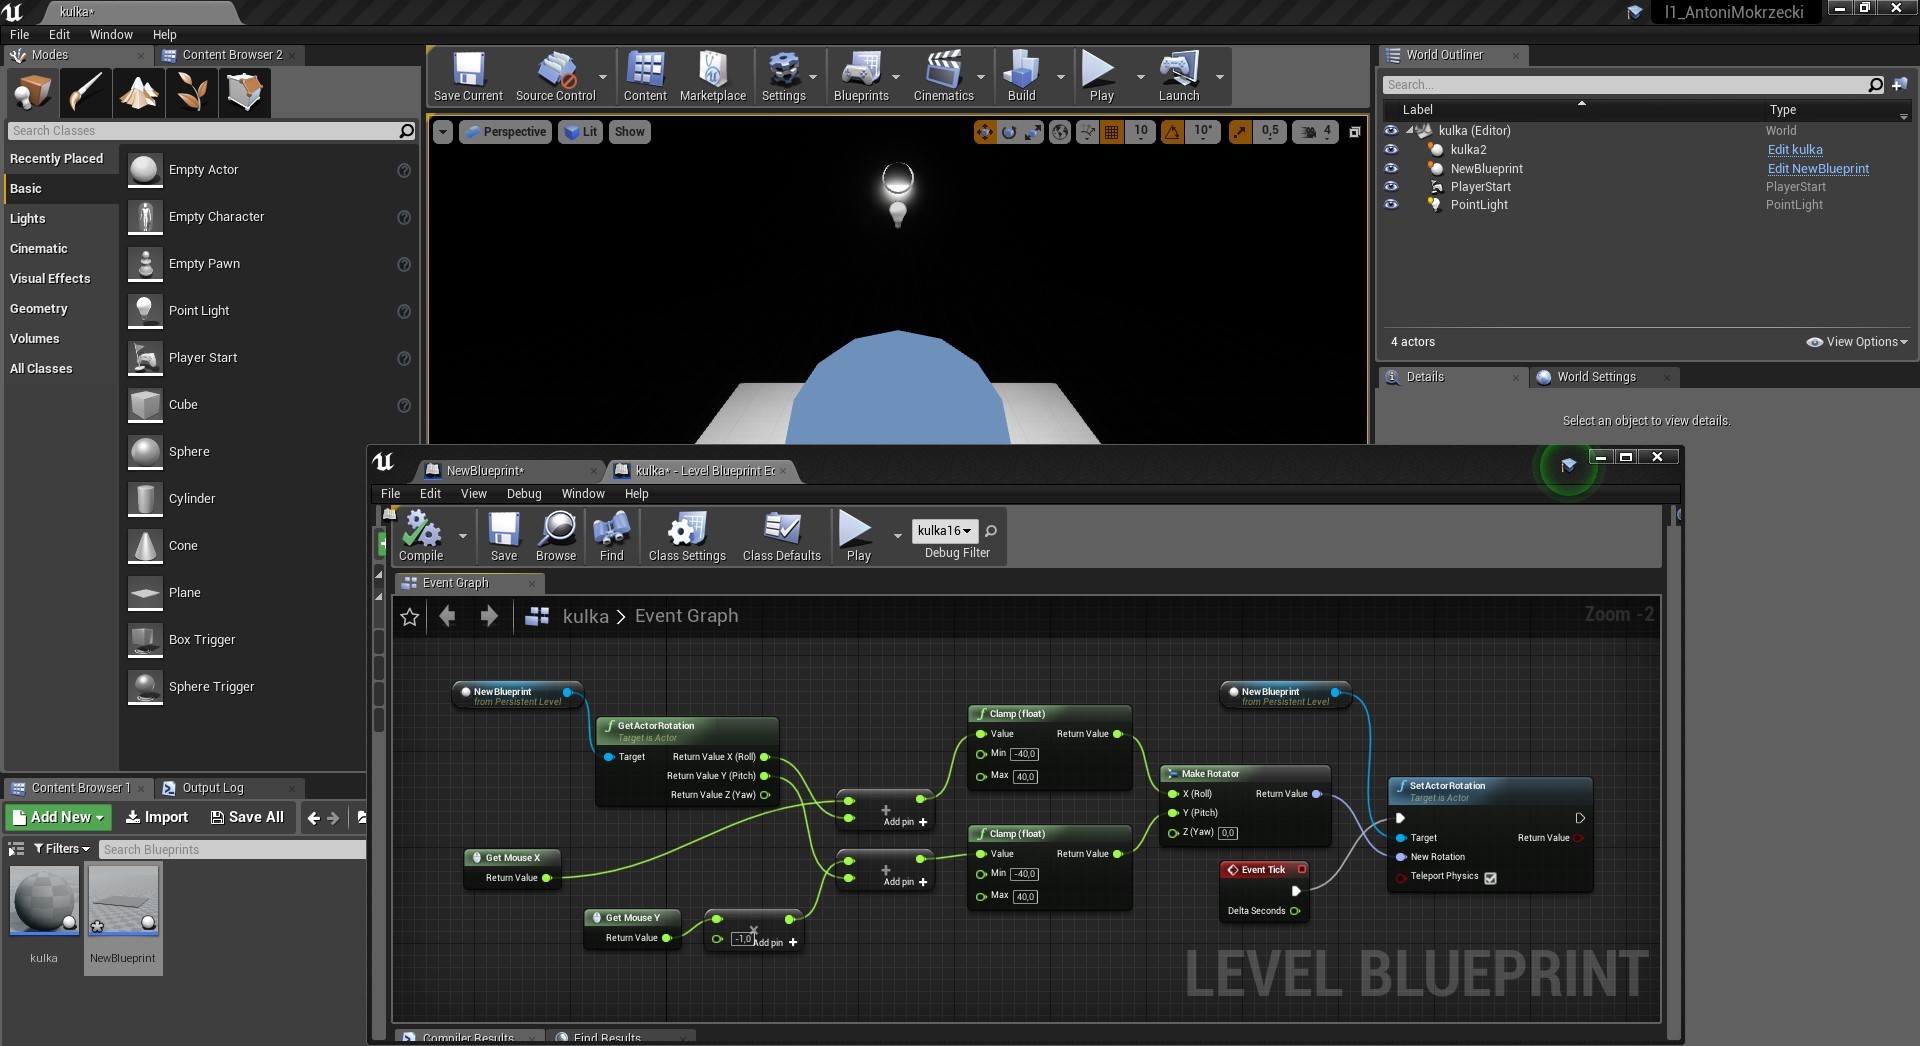 kulka*
l1_AntoniMokrzecki
File Edit Window Help
Modes
Content Browser 2
Search Classes
Recently Placed
Basic
Lights
Cinematic
Visual Effects
Geometry
Volumes
All Classes
Empty Actor
Empty Character
Empty Pawn
Point Light
Player Start
Cube
Sphere
Cylinder
Cone
Plane
Box Trigger
Sphere Trigger
Save Current
Source Control
Content
Marketplace
Settings
Blueprints
Cinematics
Build
Play
Launch
Perspective
Lit
Show
10
10°
0,5
4
World Outliner
Search...
Label Type
kulka (Editor) World
kulka2 Edit kulka
NewBlueprint Edit NewBlueprint
PlayerStart PlayerStart
PointLight PointLight
4 actors
View Options
Details
World Settings
Select an object to view details.
Content Browser 1
Output Log
Add New
Import
Save All
Filters
Search Blueprints
kulka
NewBlueprint
NewBlueprint*
kulka* - Level Blueprint Ec
File Edit View Debug Window Help
Compile
Save
Browse
Find
Class Settings
Class Defaults
Play
kulka16
Debug Filter
Event Graph
kulka > Event Graph
Zoom -2
NewBlueprint
from Persistent Level
GetActorRotation
Target is Actor
Target
Return Value X (Roll)
Return Value Y (Pitch)
Return Value Z (Yaw)
Get Mouse X
Return Value
Get Mouse Y
Return Value
-1,0
Add pin +
+
Add pin +
+
Add pin +
Clamp (float)
Value Return Value
Min -40,0
Max 40,0
Clamp (float)
Value Return Value
Min -40,0
Max 40,0
Make Rotator
X (Roll) Return Value
Y (Pitch)
Z (Yaw) 0,0
NewBlueprint
from Persistent Level
Event Tick
Delta Seconds
SetActorRotation
Target is Actor
Target Return Value
New Rotation
Teleport Physics
LEVEL BLUEPRINT
Compiler Results
Find Results